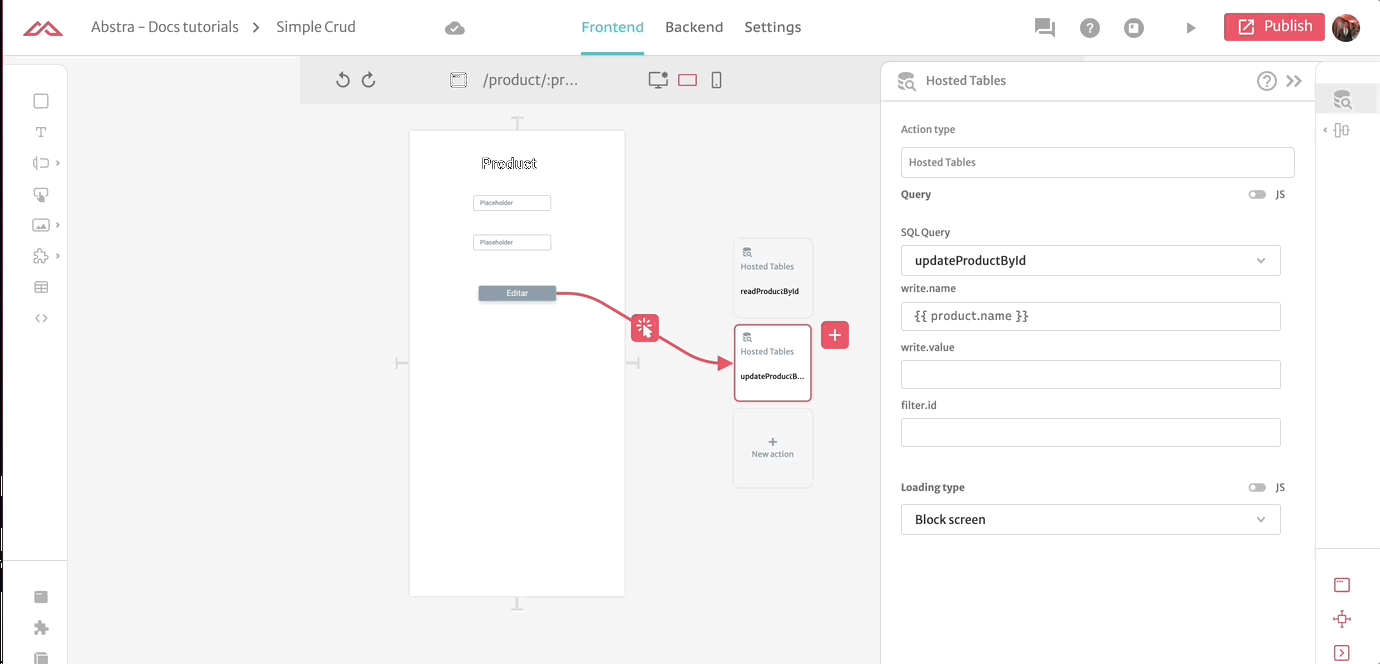 Abstra - Docs tutorials > Simple Crud
Frontend
Backend
Settings
Publish
/product/:pr...
Product
Placeholder
Placeholder
Editar
Hosted Tables
readProductById
Hosted Tables
updateProductB...
+
New action
Hosted Tables
Action type
Hosted Tables
Query
JS
SQL Query
updateProductById
write.name
{{ product.name }}
write.value
filter.id
Loading type
JS
Block screen